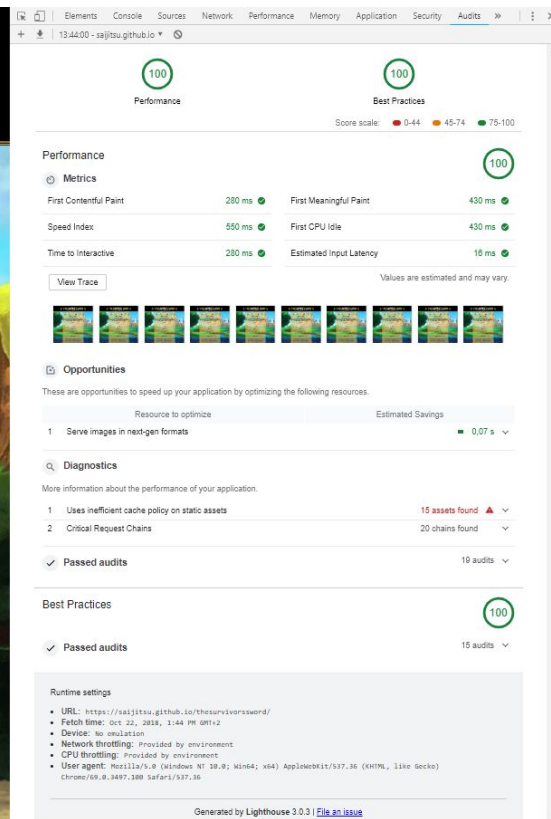 Elements Console Sources Network Performance Memory Application Security Audits »
13:44:00 - saijitsu.github.io
100 100
Performance Best Practices
Score scale: 0-44 45-74 75-100
Performance 100
Metrics
First Contentful Paint 280 ms First Meaningful Paint 430 ms
Speed Index 550 ms First CPU Idle 430 ms
Time to Interactive 280 ms Estimated Input Latency 16 ms
View Trace Values are estimated and may vary.
Opportunities
These are opportunities to speed up your application by optimizing the following resources.
Resource to optimize Estimated Savings
1 Serve images in next-gen formats 0,07 s
Diagnostics
More information about the performance of your application.
1 Uses inefficient cache policy on static assets 15 assets found
2 Critical Request Chains 20 chains found
Passed audits 19 audits
Best Practices 100
Passed audits 15 audits
Runtime settings
• URL: https://saijitsu.github.io/thesurvivorssword/
• Fetch time: Oct 22, 2018, 1:44 PM GMT+2
• Device: No emulation
• Network throttling: Provided by environment
• CPU throttling: Provided by environment
• User agent: Mozilla/5.0 (Windows NT 10.0; Win64; x64) AppleWebKit/537.36 (KHTML, like Gecko)
Chrome/69.0.3497.100 Safari/537.36
Generated by Lighthouse 3.0.3 | File an issue